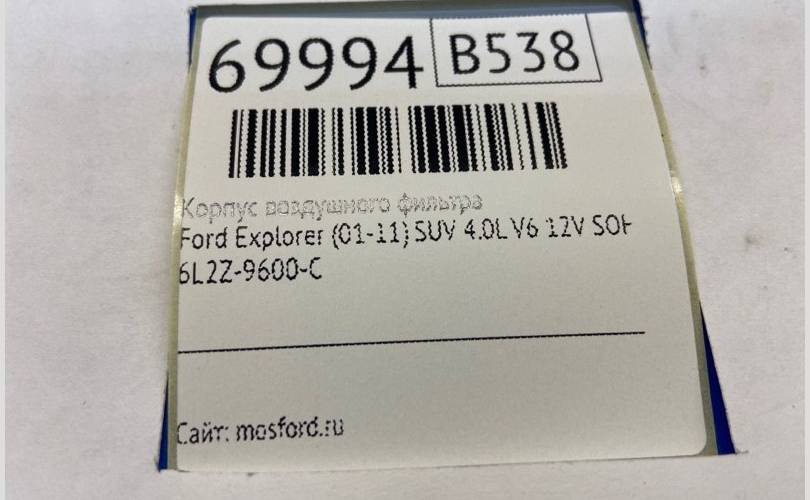 69994 B538
Корпус воздушного фильтра
Ford Explorer (01-11) SUV 4.0L V6 12V SOH
6L2Z-9600-C
Сайт: mosford.ru